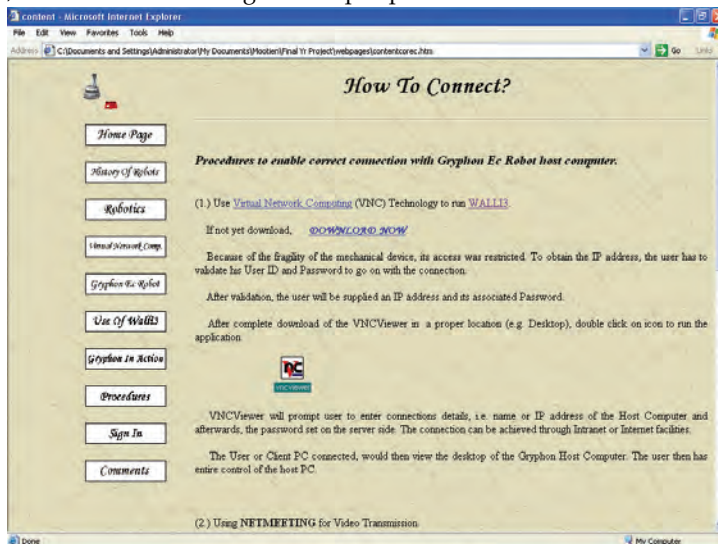 content - Microsoft Internet Explorer
File Edit View Favorites Tools Help
Address C:\Documents and Settings\Administrator\My Documents\Mootien\Final Yr Project\webpages\contentcorec.htm Go Links
How To Connect?
Home Page
History Of Robots
Robotics
Virtual Network Comp.
Gryphon Ec Robot
Use Of Walli3
Gryphon In Action
Procedures
Sign In
Comments
Procedures to enable correct connection with Gryphon Ec Robot host computer.
(1.) Use Virtual Network Computing (VNC) Technology to run WALLI3.
If not yet download, DOWNLOAD NOW
Because of the fragility of the mechanical device, its access was restricted. To obtain the IP address, the user has to
validate his User ID and Password to go on with the connection.
After validation, the user will be supplied an IP address and its associated Password.
After complete download of the VNCViewer in a proper location (e.g. Desktop), double click on icon to run the
application
VNCVIEWER
VNCViewer will prompt user to enter connections details, i.e. name or IP address of the Host Computer and
afterwards, the password set on the server side. The connection can be achieved through Intranet or Internet facilities.
The User or Client PC connected, would then view the desktop of the Gryphon Host Computer. The user then has
entire control of the host PC.
(2.) Using NETMEETING for Video Transmission
Done My Computer